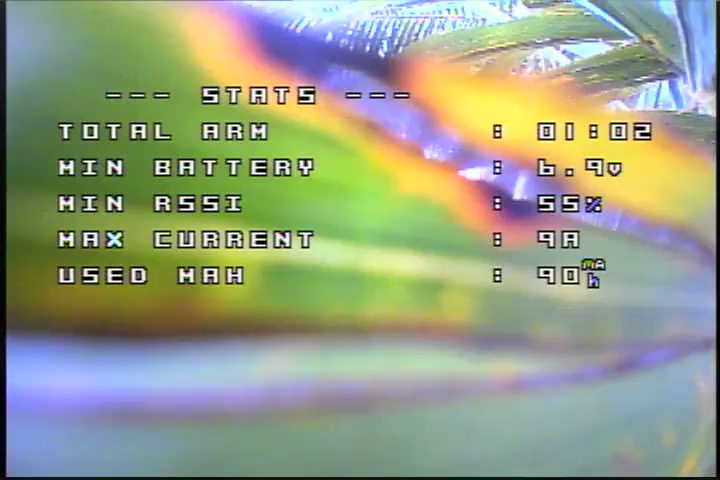 --- STATS ---
TOTAL ARM : 01:02
MIN BATTERY : 6.9v
MIN RSSI : 55%
MAX CURRENT : 9A
USED MAH : 90mAh